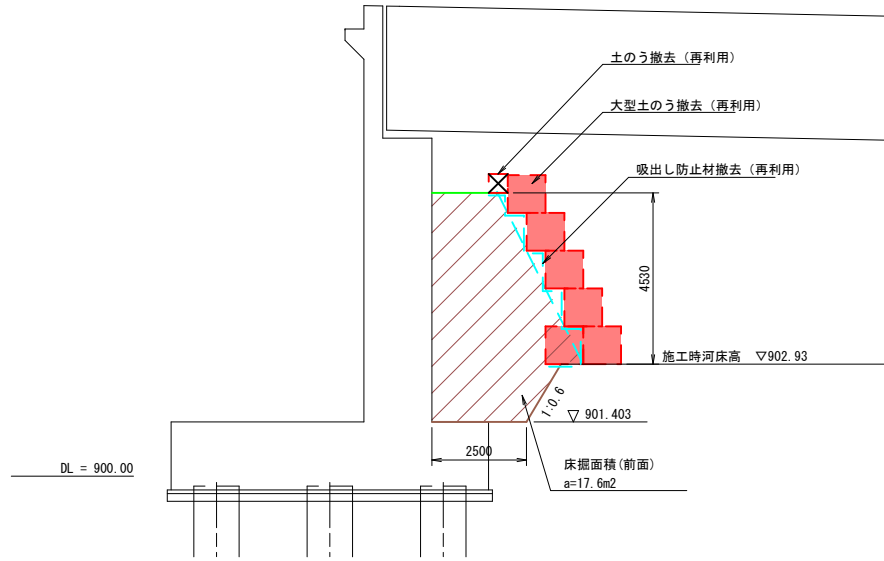 土のう撤去（再利用）
大型土のう撤去（再利用）
吸出し防止材撤去（再利用）
4530
施工時河床高　▽902.93
1:0.6
▽ 901.403
2500
床掘面積(前面)
a=17.6m2
DL = 900.00